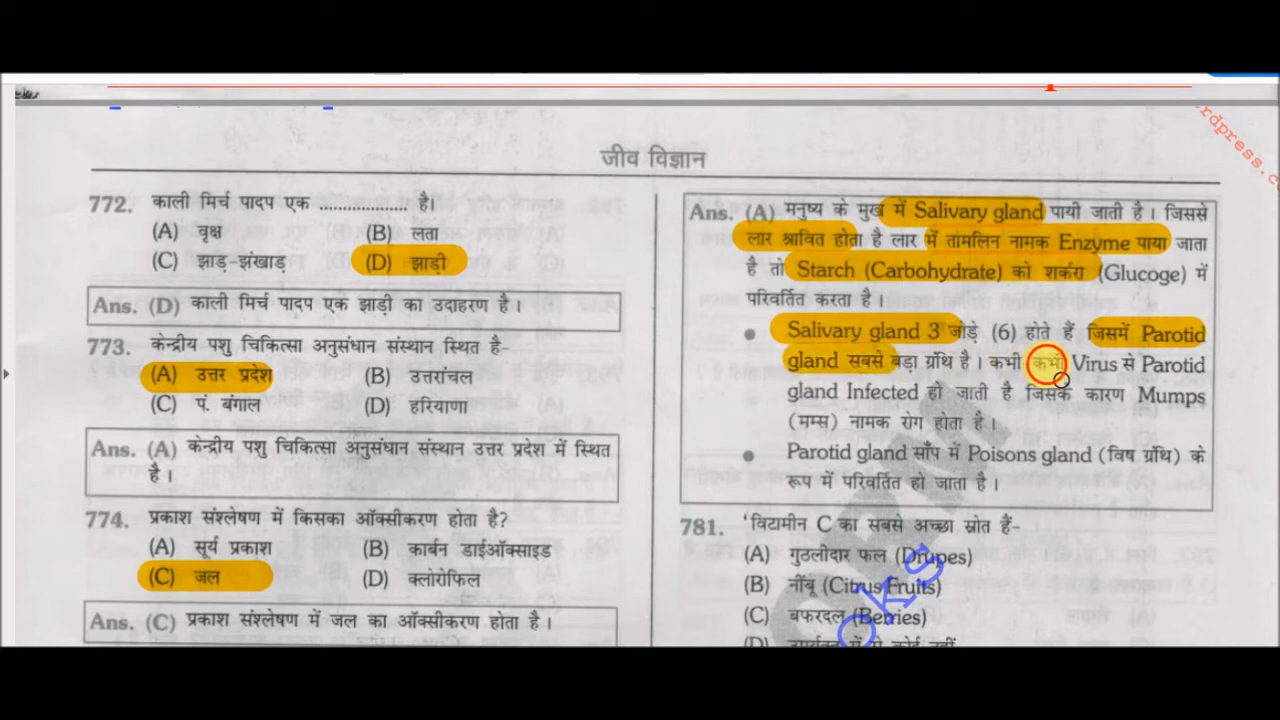 rdpress.c
जीव विज्ञान
772. काली मिर्च पादप एक ................... है।
(A) वृक्ष (B) लता
(C) झाड़-झंखाड़ (D) झाड़ी
Ans. (D) काली मिर्च पादप एक झाड़ी का उदाहरण है।
773. केन्द्रीय पशु चिकित्सा अनुसंधान संस्थान स्थित है-
(A) उत्तर प्रदेश (B) उत्तरांचल
(C) पं. बंगाल (D) हरियाणा
Ans. (A) केन्द्रीय पशु चिकित्सा अनुसंधान संस्थान उत्तर प्रदेश में स्थित
है।
774. प्रकाश संश्लेषण में किसका ऑक्सीकरण होता है?
(A) सूर्य प्रकाश (B) कार्बन डाईऑक्साइड
(C) जल (D) क्लोरोफिल
Ans. (C) प्रकाश संश्लेषण में जल का ऑक्सीकरण होता है।
Ans. (A) मनुष्य के मुख में Salivary gland पायी जाती है। जिससे
लार श्रावित होता है लार में तामलिन नामक Enzyme पाया जाता
है तो Starch (Carbohydrate) को शर्करा (Glucoge) में
परिवर्तित करता है।
● Salivary gland 3 जोड़े (6) होते हैं जिसमें Parotid
gland सबसे बड़ा ग्रंथि है। कभी कभी Virus से Parotid
gland Infected हो जाती है जिसके कारण Mumps
(मम्स) नामक रोग होता है।
● Parotid gland साँप में Poisons gland (विष ग्रंथि) के
रूप में परिवर्तित हो जाता है।
781. 'विटामीन C का सबसे अच्छा स्रोत हैं-
(A) गुठलीदार फल (Drupes)
(B) नींबू (Citrus Fruits)
(C) बफरदल (Berries)